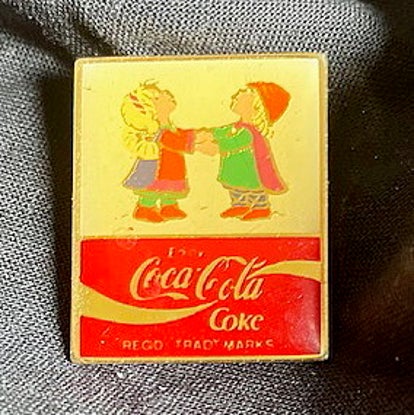 Enjoy
Coca-Cola
Coke
REGD TRADE MARKS